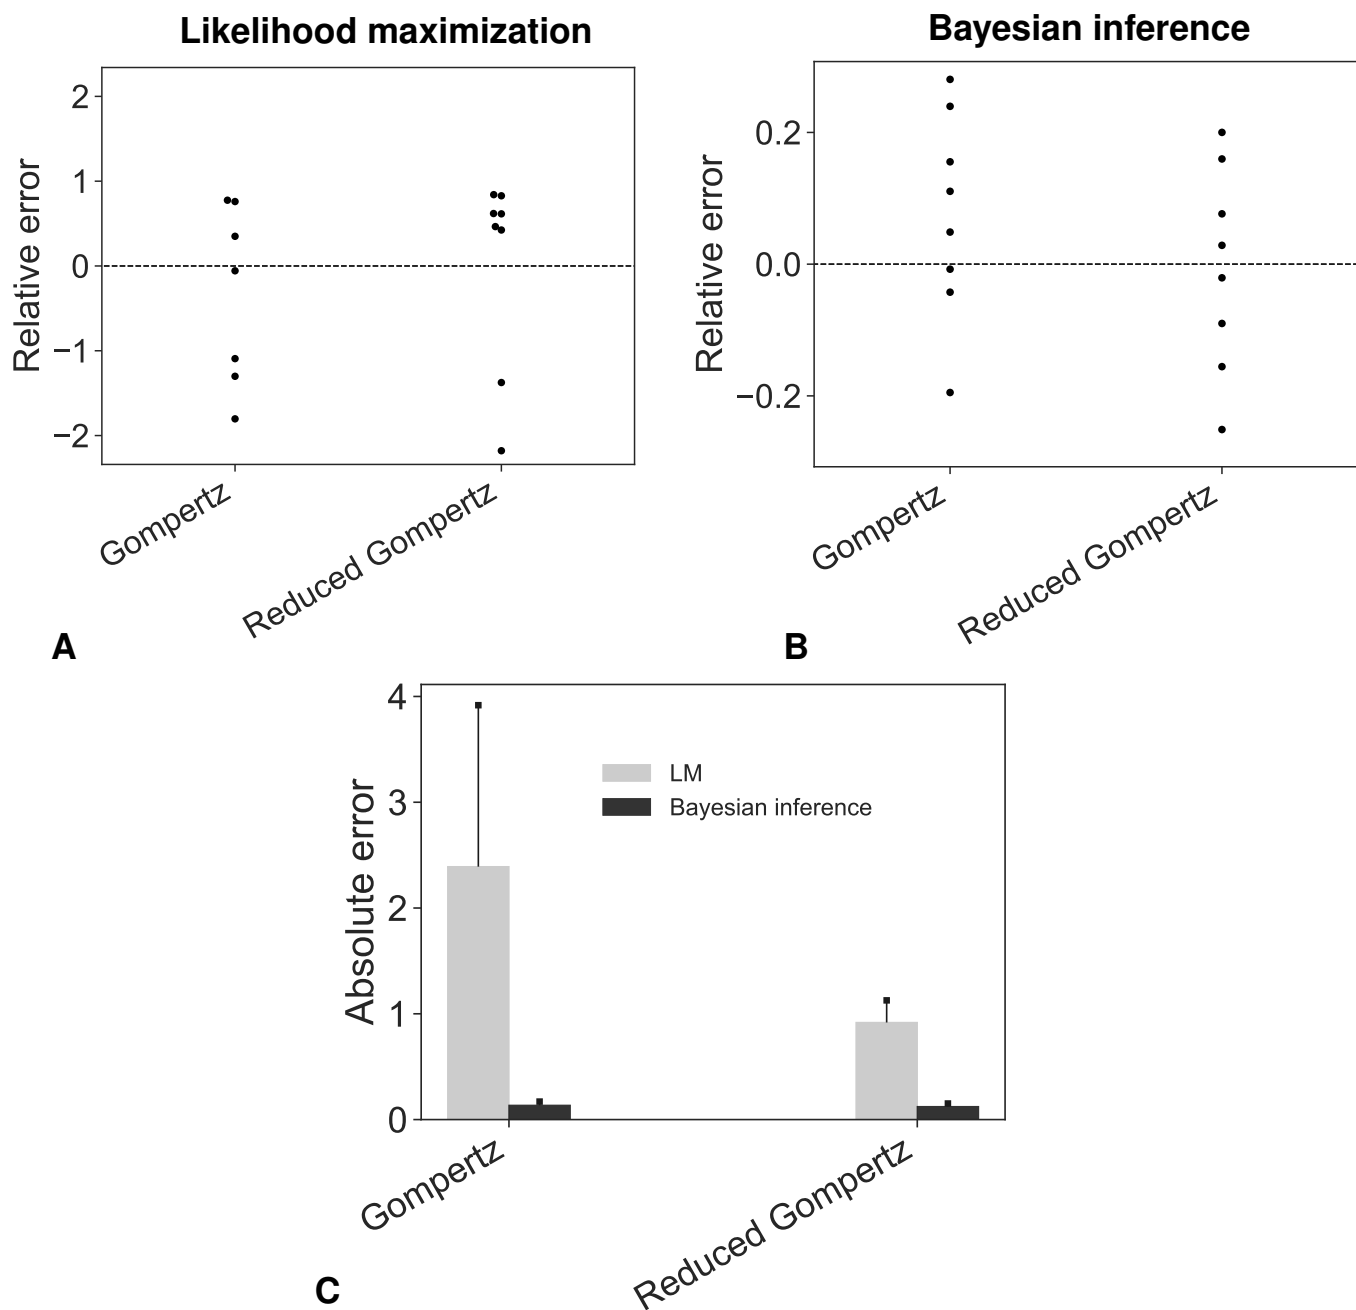 Likelihood maximization
Relative error
2
1
0
−1
−2
Gompertz
Reduced Gompertz
A
Bayesian inference
Relative error
0.2
0.0
−0.2
Gompertz
Reduced Gompertz
B
Absolute error
4
3
2
1
0
LM
Bayesian inference
Gompertz
Reduced Gompertz
C